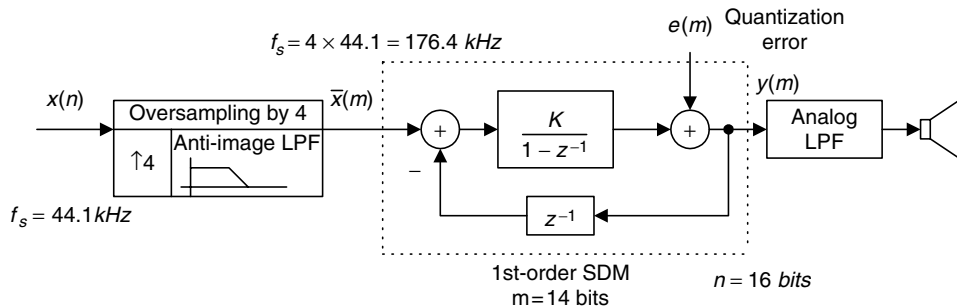 f_s = 4 × 44.1 = 176.4 kHz
e(m)
Quantization
error
x(n)
Oversampling by 4
↑4
Anti-image LPF
x̅(m)
+
−
K
1 − z⁻¹
+
z⁻¹
y(m)
Analog
LPF
f_s = 44.1kHz
1st-order SDM
m = 14 bits
n = 16 bits